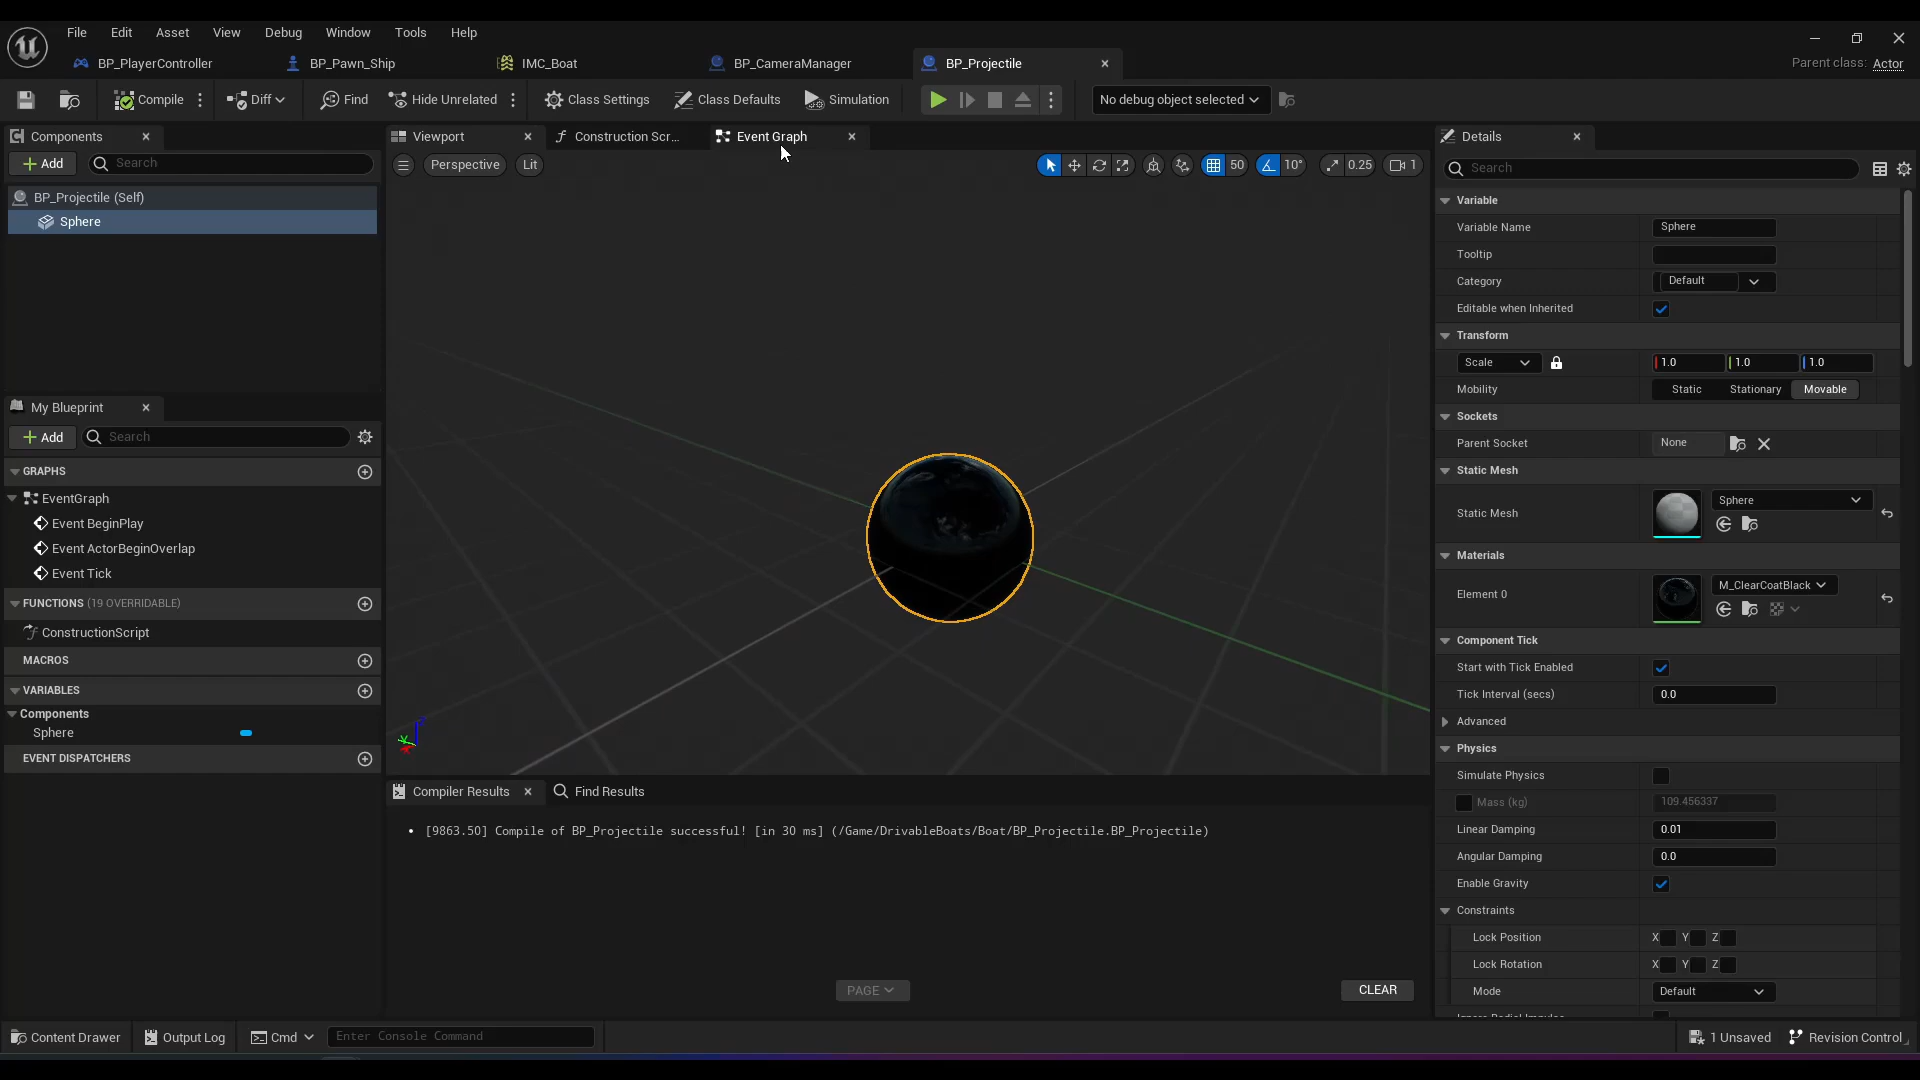 File Edit Asset View Debug Window Tools Help
BP_PlayerController BP_Pawn_Ship IMC_Boat BP_CameraManager BP_Projectile Parent class: Actor
Compile Diff Find Hide Unrelated Class Settings Class Defaults Simulation No debug object selected
Components
Add Search
BP_Projectile (Self)
Sphere
My Blueprint
Add Search
GRAPHS
EventGraph
Event BeginPlay
Event ActorBeginOverlap
Event Tick
FUNCTIONS (19 OVERRIDABLE)
ConstructionScript
MACROS
VARIABLES
Components
Sphere
EVENT DISPATCHERS
Viewport Construction Scr... Event Graph
Perspective Lit 50 10° 0.25 1
Compiler Results Find Results
[9863.50] Compile of BP_Projectile successful! [in 30 ms] (/Game/DrivableBoats/Boat/BP_Projectile.BP_Projectile)
PAGE CLEAR
Details
Search
Variable
Variable Name Sphere
Tooltip
Category Default
Editable when Inherited
Transform
Scale 1.0 1.0 1.0
Mobility Static Stationary Movable
Sockets
Parent Socket None
Static Mesh
Static Mesh Sphere
Materials
Element 0 M_ClearCoatBlack
Component Tick
Start with Tick Enabled
Tick Interval (secs) 0.0
Advanced
Physics
Simulate Physics
Mass (kg) 109.456337
Linear Damping 0.01
Angular Damping 0.0
Enable Gravity
Constraints
Lock Position X Y Z
Lock Rotation X Y Z
Mode Default
Content Drawer Output Log Cmd Enter Console Command 1 Unsaved Revision Control